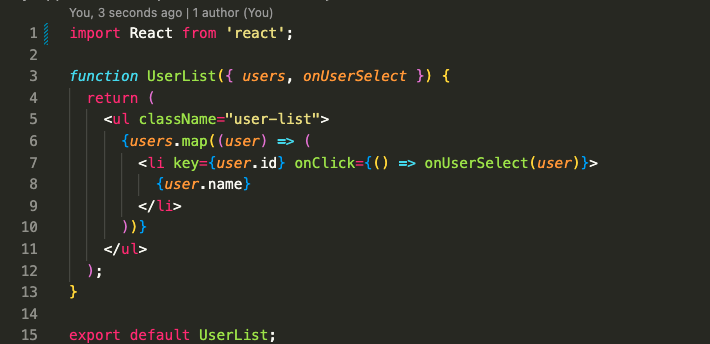 You, 3 seconds ago | 1 author (You)
1 import React from 'react';
2
3 function UserList({ users, onUserSelect }) {
4   return (
5     <ul className="user-list">
6       {users.map((user) => (
7         <li key={user.id} onClick={() => onUserSelect(user)}>
8           {user.name}
9         </li>
10       ))}
11     </ul>
12   );
13 }
14
15 export default UserList;